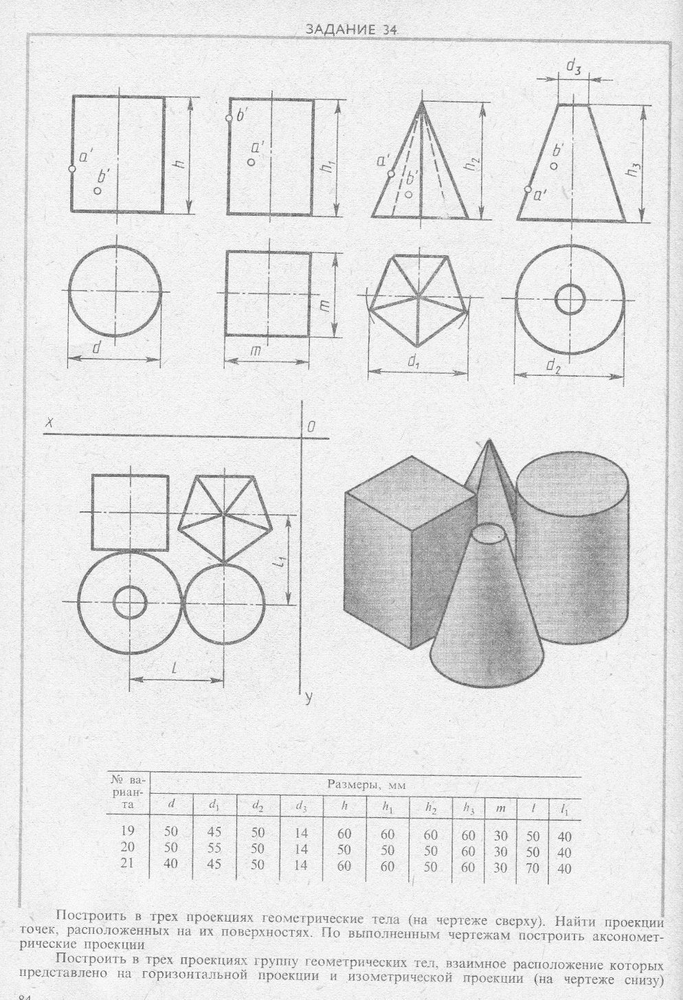 ЗАДАНИЕ 34
d₃
a'
b'
h
b'
a'
h₁
a'
b'
h₂
b'
a'
h₃
d
m
m
d₁
d₂
x
0
l₁
l
y
№ ва-
риан-
та
Размеры, мм
d d₁ d₂ d₃ h h₁ h₂ h₃ m l l₁
19 50 45 50 14 60 60 60 60 30 50 40
20 50 55 50 14 50 50 50 60 30 50 40
21 40 45 50 14 60 60 50 60 30 70 40
Построить в трех проекциях геометрические тела (на чертеже сверху). Найти проекции
точек, расположенных на их поверхностях. По выполненным чертежам построить аксономет-
рические проекции
Построить в трех проекциях группу геометрических тел, взаимное расположение которых
представлено на горизонтальной проекции и изометрической проекции (на чертеже снизу)
84